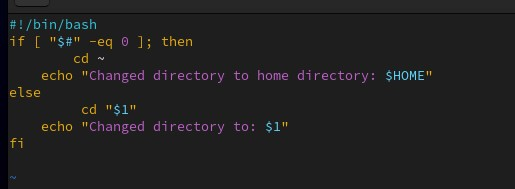 #!/bin/bash
if [ "$#" -eq 0 ]; then
        cd ~
    echo "Changed directory to home directory: $HOME"
else
         cd "$1"
    echo "Changed directory to: $1"
fi
~